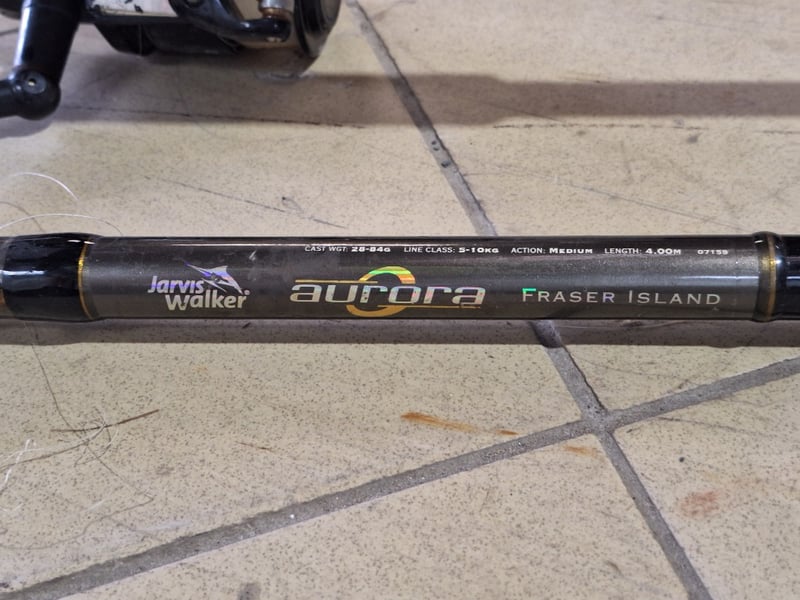 CAST WGT: 28-84G LINE CLASS: 5-10KG ACTION: MEDIUM LENGTH: 4.00M 07159
Jarvis Walker® aurora FRASER ISLAND